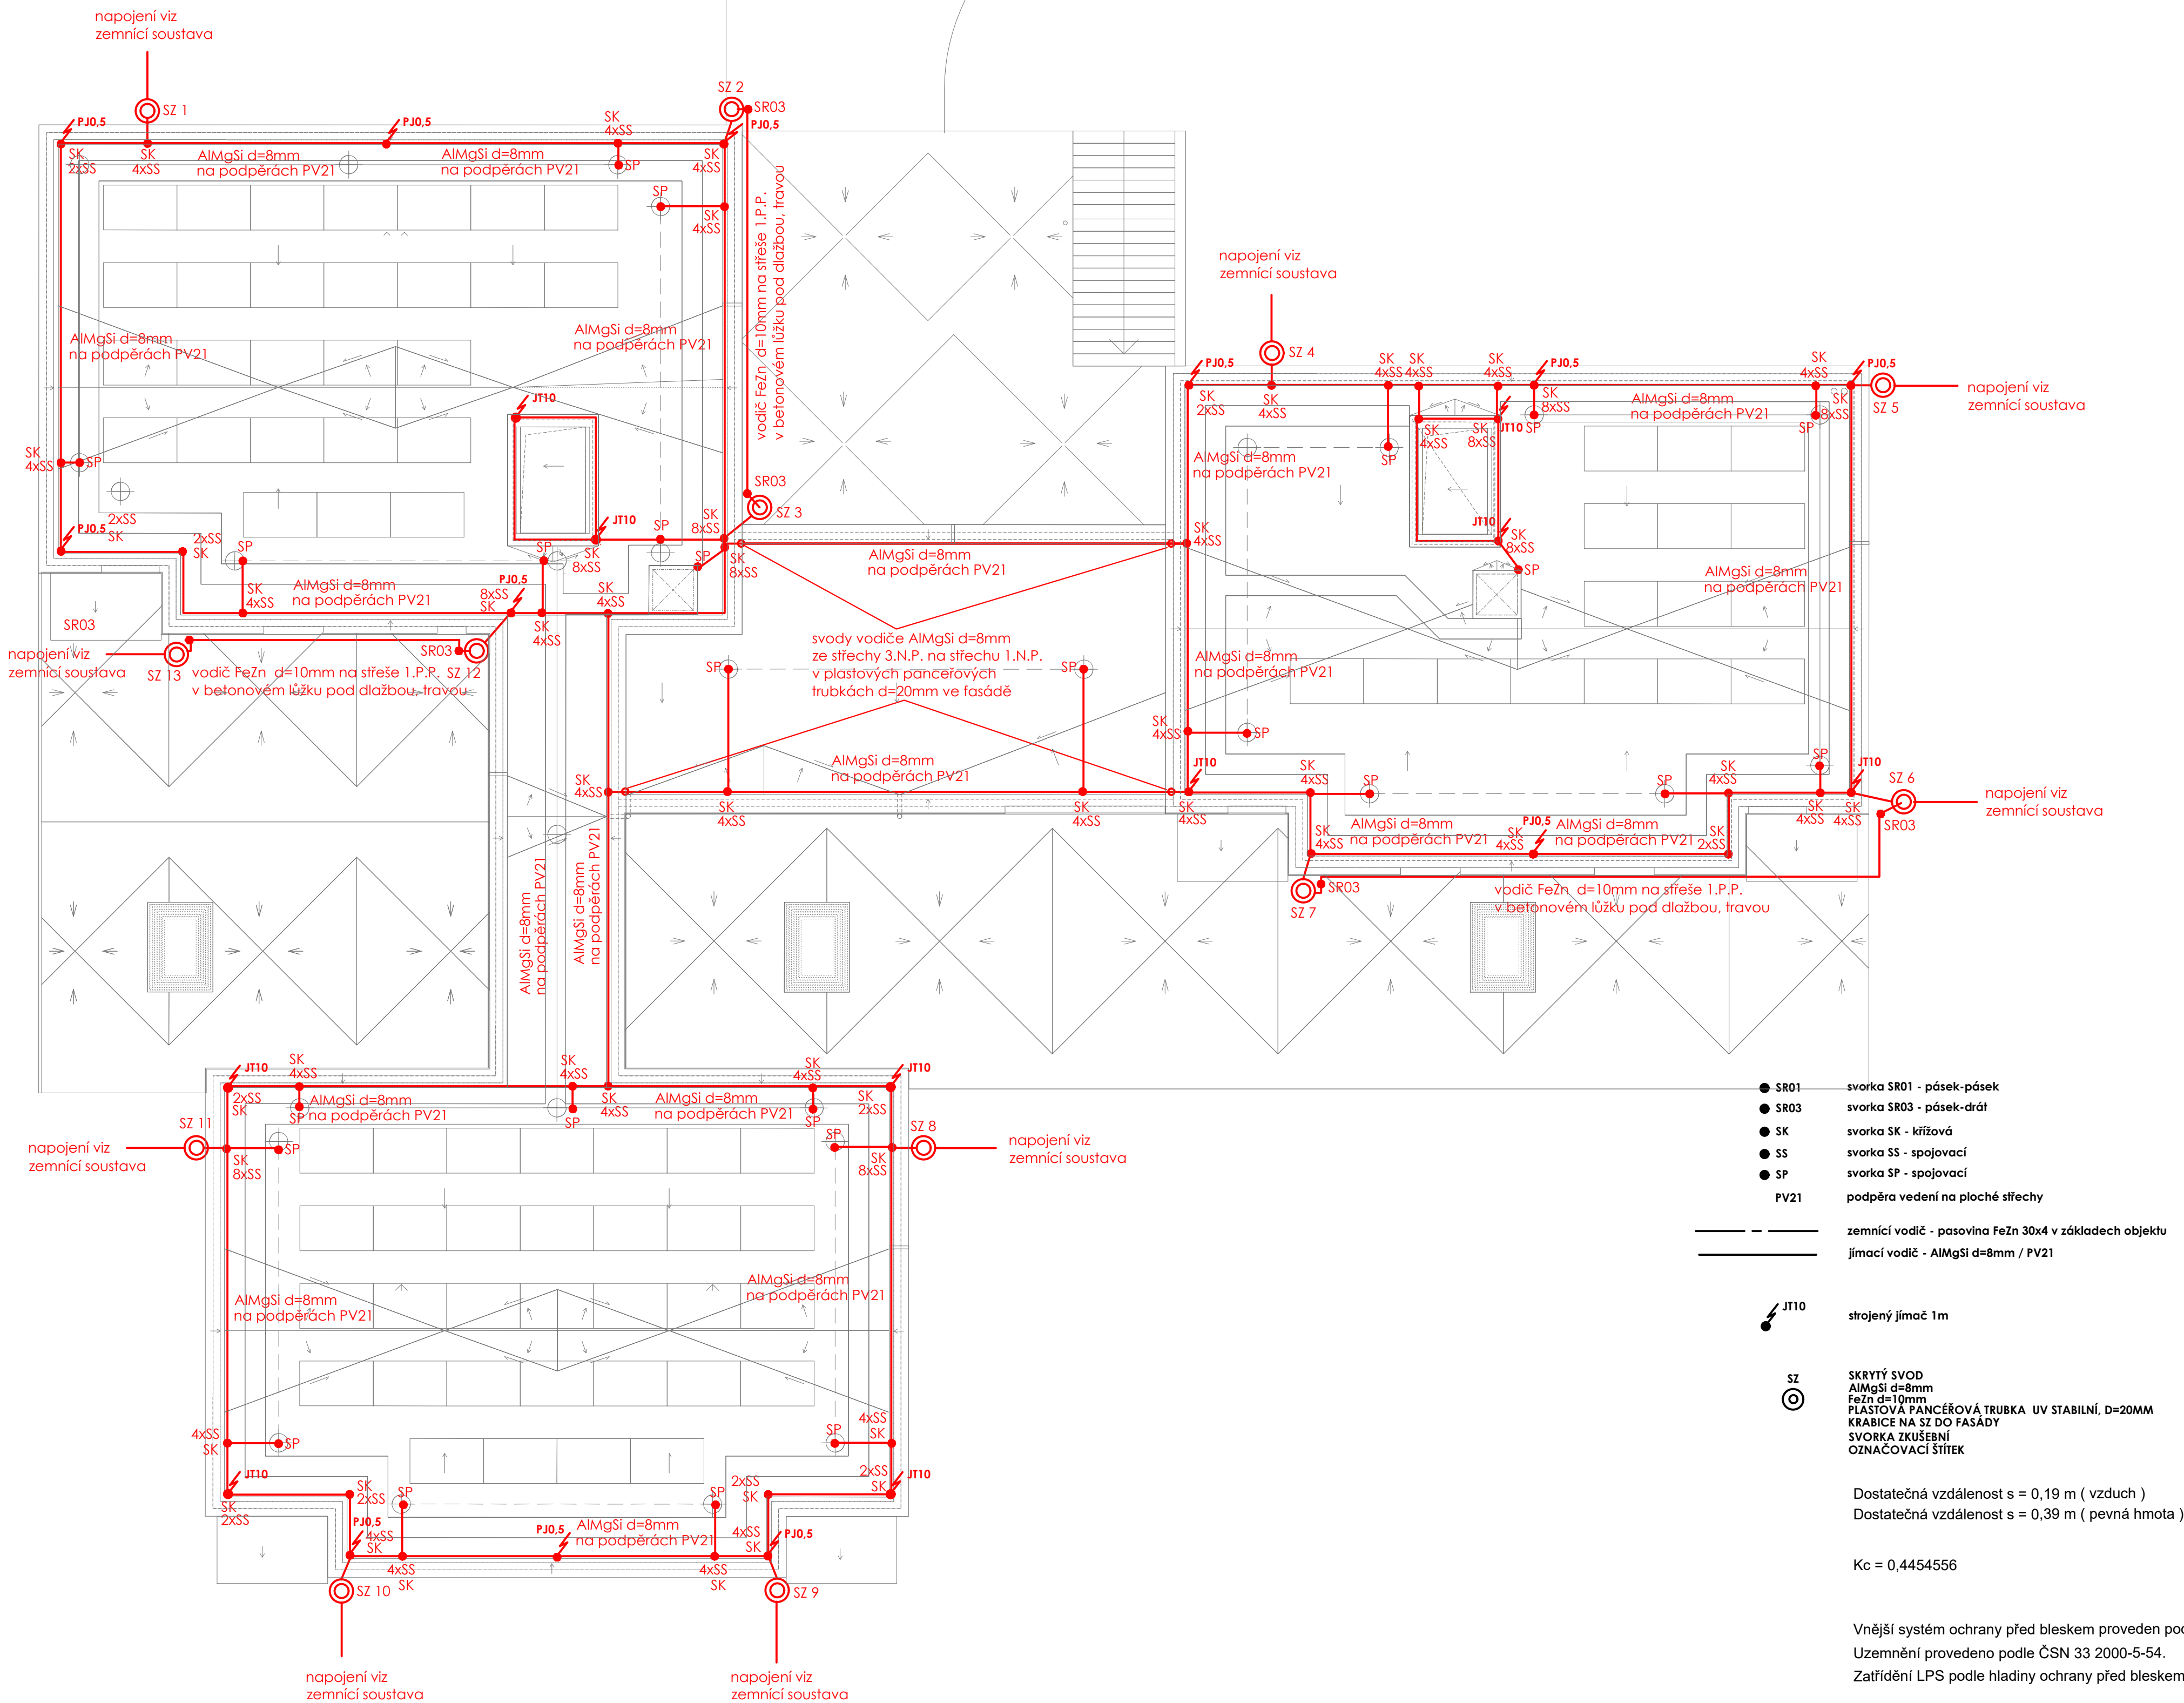 napojení viz
zemnící soustava
SZ 1
SZ 2
SR03
PJ0,5
PJ0,5
PJ0,5
SK
4xSS
SK
2xSS
SK
4xSS
AlMgSi d=8mm
na podpěrách PV21
AlMgSi d=8mm
na podpěrách PV21
SP
SK
4xSS
SP
SK
4xSS
vodič FeZn d=10mm na střeše 1.P.P.
v betonovém lůžku pod dlažbou, travou
AlMgSi d=8mm
na podpěrách PV21
AlMgSi d=8mm
na podpěrách PV21
JT10
SK
4xSS
SP
SR03
SZ 3
2xSS
SK
PJ0,5
2xSS
SK
SP
JT10
SP
SK
8xSS
SP
SK
8xSS
SP
SK
8xSS
SK
4xSS
AlMgSi d=8mm
na podpěrách PV21
PJ0,5
8xSS
SK
SK
4xSS
SK
4xSS
SR03
napojení viz
zemnící soustava
SZ 13
vodič FeZn d=10mm na střeše 1.P.P.
v betonovém lůžku pod dlažbou, travou
SR03
SZ 12
AlMgSi d=8mm
na podpěrách PV21
svody vodiče AlMgSi d=8mm
ze střechy 3.N.P. na střechu 1.N.P.
v plastových pancéřových
trubkách d=20mm ve fasádě
SP
SP
AlMgSi d=8mm
na podpěrách PV21
SK
4xSS
SK
4xSS
SK
4xSS
AlMgSi d=8mm
na podpěrách PV21
AlMgSi d=8mm
na podpěrách PV21
napojení viz
zemnící soustava
SZ 4
PJ0,5
SK
2xSS
SK
4xSS
SK
4xSS
SK
4xSS
SK
4xSS
PJ0,5
SK
8xSS
AlMgSi d=8mm
na podpěrách PV21
SK
4xSS
PJ0,5
SK
8xSS
SZ 5
napojení viz
zemnící soustava
SP
SK
4xSS
SK
8xSS
JT10
SP
SP
AlMgSi d=8mm
na podpěrách PV21
SK
4xSS
JT10
SK
8xSS
SP
AlMgSi d=8mm
na podpěrách PV21
AlMgSi d=8mm
na podpěrách PV21
SK
4xSS
SP
JT10
SK
4xSS
SK
4xSS
SP
SP
SK
4xSS
SP
JT10
SK
4xSS
SK
4xSS
SZ 6
napojení viz
zemnící soustava
SR03
SK
4xSS
AlMgSi d=8mm
na podpěrách PV21
PJ0,5
SK
4xSS
AlMgSi d=8mm
na podpěrách PV21
SK
2xSS
SZ 7
SR03
vodič FeZn d=10mm na střeše 1.P.P.
v betonovém lůžku pod dlažbou, travou
JT10
SK
4xSS
2xSS
SK
SP
AlMgSi d=8mm
na podpěrách PV21
SK
4xSS
SP
SK
4xSS
AlMgSi d=8mm
na podpěrách PV21
SK
4xSS
SP
JT10
SK
2xSS
SZ 11
napojení viz
zemnící soustava
SP
SK
8xSS
SP
SK
8xSS
SZ 8
napojení viz
zemnící soustava
AlMgSi d=8mm
na podpěrách PV21
AlMgSi d=8mm
na podpěrách PV21
4xSS
SK
SP
SP
4xSS
SK
JT10
SK
2xSS
SK
2xSS
SP
SP
2xSS
SK
2xSS
SK
JT10
PJ0,5
4xSS
SK
4xSS
SK
PJ0,5
AlMgSi d=8mm
na podpěrách PV21
4xSS
SK
4xSS
SK
PJ0,5
SZ 10
SZ 9
napojení viz
zemnící soustava
napojení viz
zemnící soustava
SR01 svorka SR01 - pásek-pásek
SR03 svorka SR03 - pásek-drát
SK svorka SK - křížová
SS svorka SS - spojovací
SP svorka SP - spojovací
PV21 podpěra vedení na ploché střechy
zemnící vodič - pasovina FeZn 30x4 v základech objektu
jímací vodič - AlMgSi d=8mm / PV21
JT10 strojený jímač 1m
SZ SKRYTÝ SVOD
AlMgSi d=8mm
FeZn d=10mm
PLASTOVÁ PANCÉŘOVÁ TRUBKA UV STABILNÍ, D=20MM
KRABICE NA SZ DO FASÁDY
SVORKA ZKUŠEBNÍ
OZNAČOVACÍ ŠTÍTEK
Dostatečná vzdálenost s = 0,19 m ( vzduch )
Dostatečná vzdálenost s = 0,39 m ( pevná hmota )
Kc = 0,4454556
Vnější systém ochrany před bleskem proveden
Uzemnění provedeno podle ČSN 33 2000-5-54.
Zatřídění LPS podle hladiny ochrany před bleskem